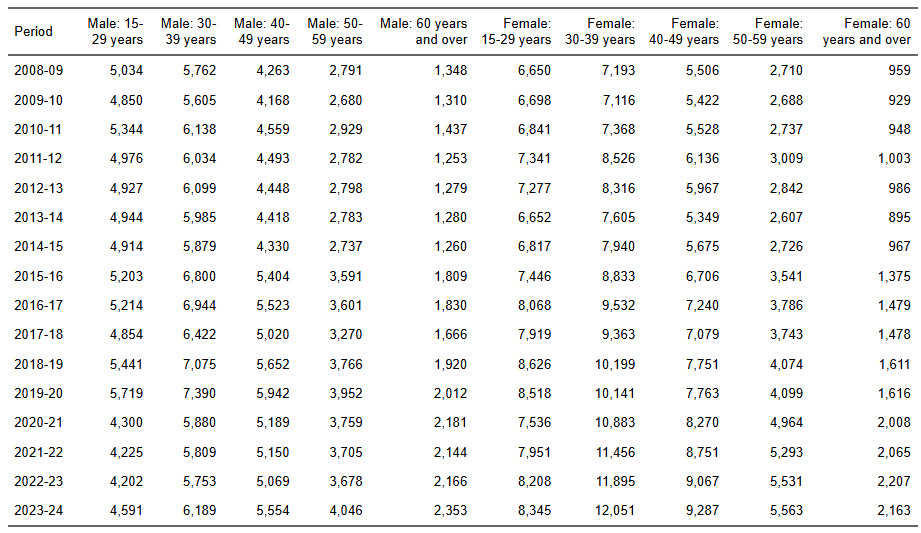 Period Male: 15-29 years Male: 30-39 years Male: 40-49 years Male: 50-59 years Male: 60 years and over Female: 15-29 years Female: 30-39 years Female: 40-49 years Female: 50-59 years Female: 60 years and over
2008-09 5,034 5,762 4,263 2,791 1,348 6,650 7,193 5,506 2,710 959
2009-10 4,850 5,605 4,168 2,680 1,310 6,698 7,116 5,422 2,688 929
2010-11 5,344 6,138 4,559 2,929 1,437 6,841 7,368 5,528 2,737 948
2011-12 4,976 6,034 4,493 2,782 1,253 7,341 8,526 6,136 3,009 1,003
2012-13 4,927 6,099 4,448 2,798 1,279 7,277 8,316 5,967 2,842 986
2013-14 4,944 5,985 4,418 2,783 1,280 6,652 7,605 5,349 2,607 895
2014-15 4,914 5,879 4,330 2,737 1,260 6,817 7,940 5,675 2,726 967
2015-16 5,203 6,800 5,404 3,591 1,809 7,446 8,833 6,706 3,541 1,375
2016-17 5,214 6,944 5,523 3,601 1,830 8,068 9,532 7,240 3,786 1,479
2017-18 4,854 6,422 5,020 3,270 1,666 7,919 9,363 7,079 3,743 1,478
2018-19 5,441 7,075 5,652 3,766 1,920 8,626 10,199 7,751 4,074 1,611
2019-20 5,719 7,390 5,942 3,952 2,012 8,518 10,141 7,763 4,099 1,616
2020-21 4,300 5,880 5,189 3,759 2,181 7,536 10,883 8,270 4,964 2,008
2021-22 4,225 5,809 5,150 3,705 2,144 7,951 11,456 8,751 5,293 2,065
2022-23 4,202 5,753 5,069 3,678 2,166 8,208 11,895 9,067 5,531 2,207
2023-24 4,591 6,189 5,554 4,046 2,353 8,345 12,051 9,287 5,563 2,163